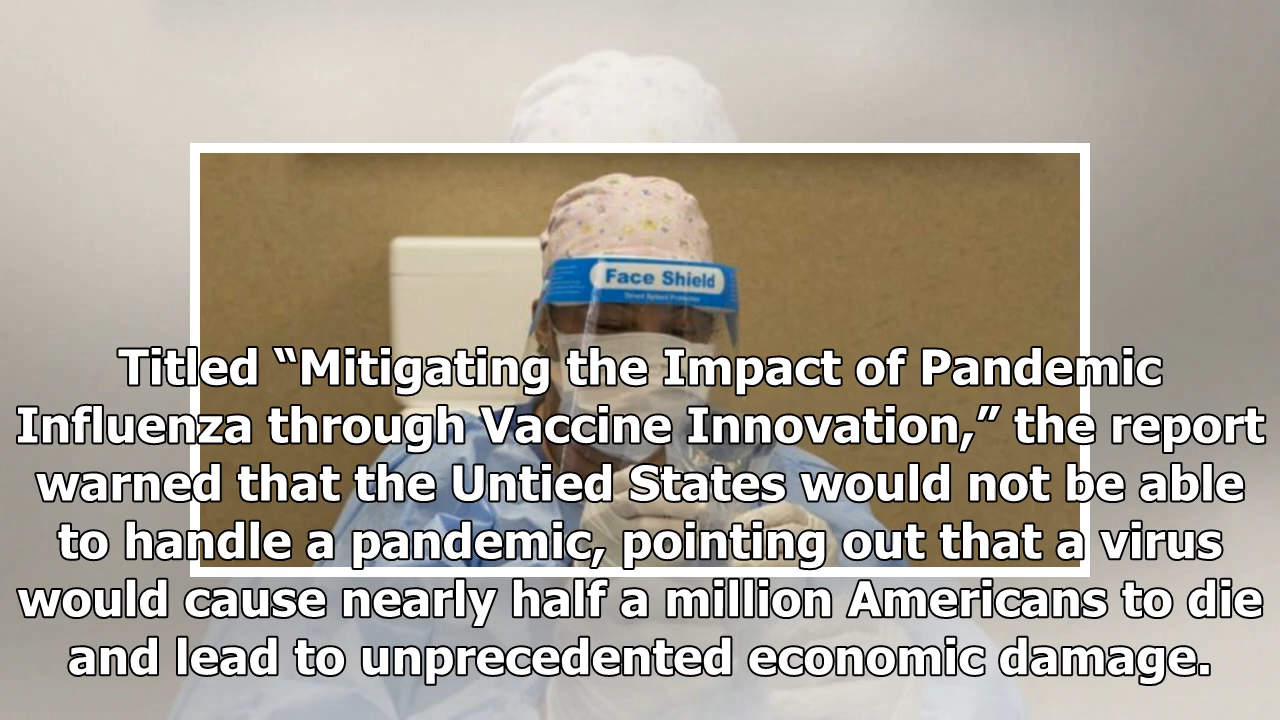 Face Shield
Titled “Mitigating the Impact of Pandemic
Influenza through Vaccine Innovation,” the report
warned that the Untied States would not be able
to handle a pandemic, pointing out that a virus
would cause nearly half a million Americans to die
and lead to unprecedented economic damage.